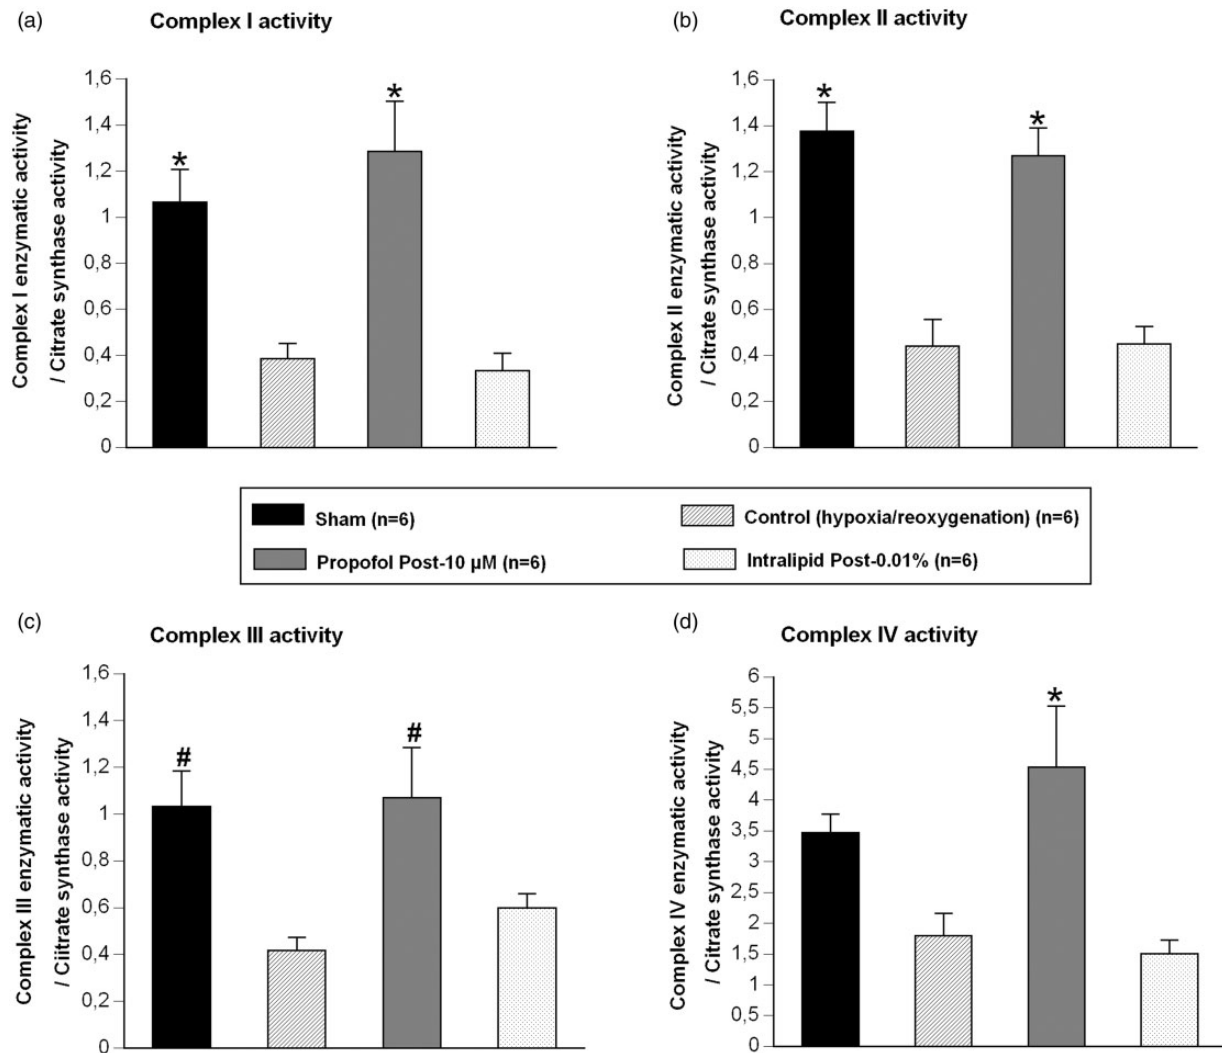 (a) Complex I activity
Complex I enzymatic activity
/ Citrate synthase activity
1,6
1,4
1,2
1
0,8
0,6
0,4
0,2
0
*
*
(b) Complex II activity
Complex II enzymatic activity
/ Citrate synthase activity
1,6
1,4
1,2
1
0,8
0,6
0,4
0,2
0
*
*
Sham (n=6)
Control (hypoxia/reoxygenation) (n=6)
Propofol Post-10 µM (n=6)
Intralipid Post-0.01% (n=6)
(c) Complex III activity
Complex III enzymatic activity
/ Ciitrate synthase activity
1,6
1,4
1,2
1
0,8
0,6
0,4
0,2
0
#
#
(d) Complex IV activity
Complex IV enzymatic activity
/ Citrate synthase activity
6
5,5
5
4,5
4
3,5
3
2,5
2
1,5
1
0,5
0
*